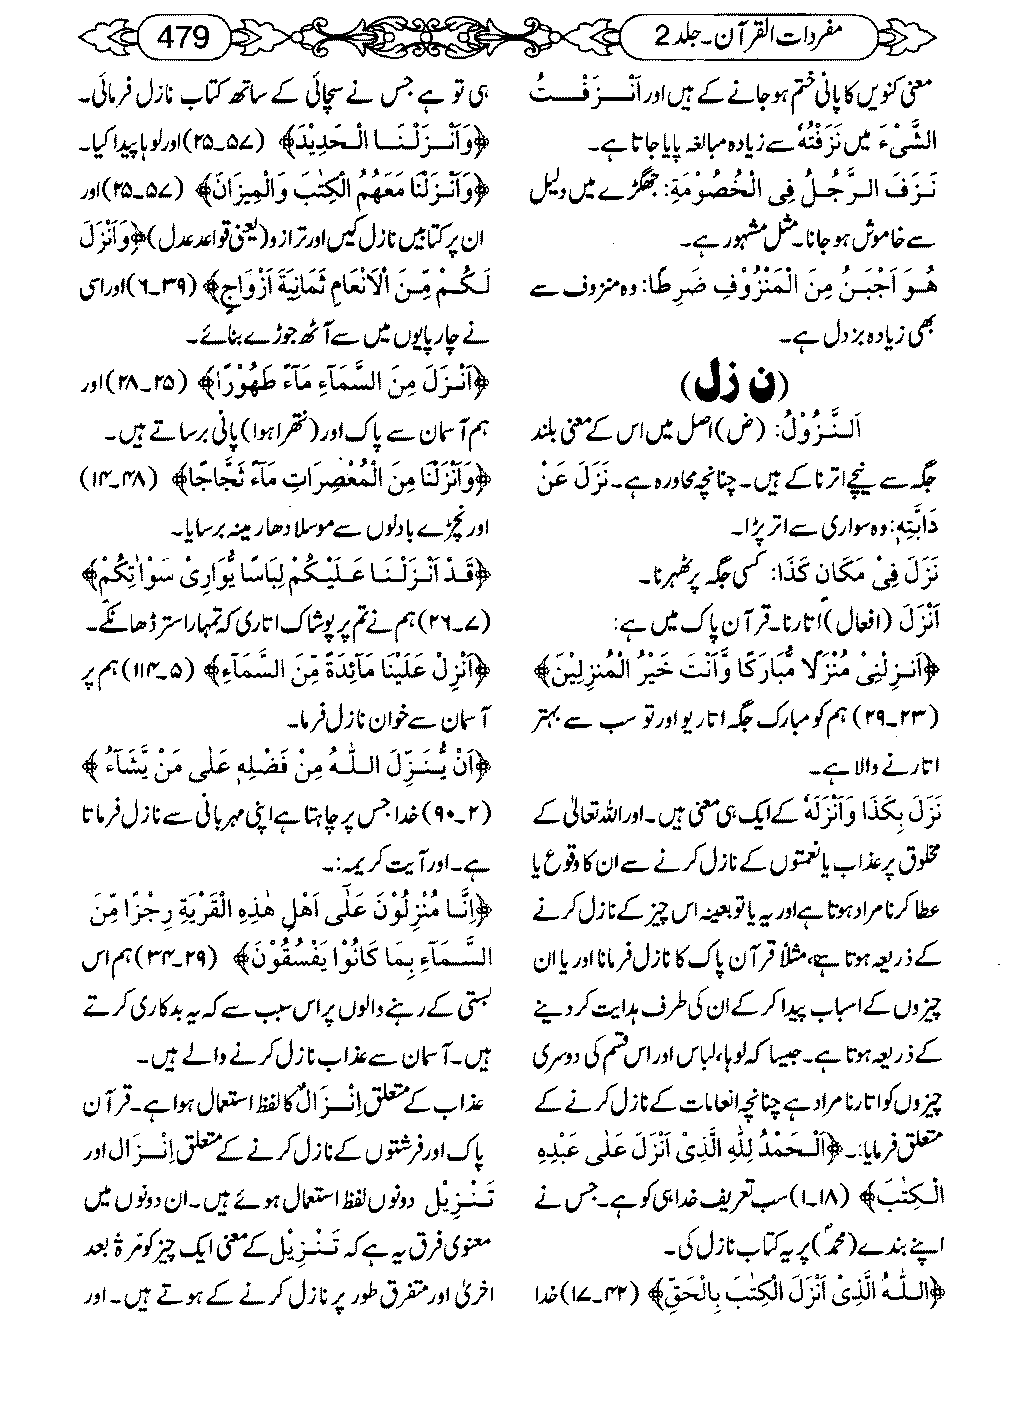 مفردات القرآن۔ جلد 2
479
معنی کنویں کا پانی ختم ہو جانے کے ہیں اور اَنْزَفْتُ
الشَّیْءَ میں نَزَفْتُہٗ سے زیادہ مبالغہ پایا جاتا ہے۔
نَزَفَ الرَّجُلُ فِی الْخُصُوْمَۃِ: جھگڑے میں دلیل
سے خاموش ہو جانا۔ مثل مشہور ہے۔
ھُوَ اَجْبَنُ مِنَ الْمَنْزُوْفِ ضَرِطًا: وہ منزوف سے
بھی زیادہ بزدل ہے۔
(ن زل)
اَلنُّزُوْلُ: (ض) اصل میں اس کے معنی بلند
جگہ سے نیچے اترنا کے ہیں۔ چنانچہ محاورہ ہے۔ نَزَلَ عَنْ
دَابَّتِہٖ: وہ سواری سے اتر پڑا۔
نَزَلَ فِیْ مَکَانِ کَذَا: کسی جگہ پر ٹھہرنا۔
اَنْزَلَ (افعال) اتارنا۔ قرآن پاک میں ہے:
﴿اَنزِلْنِیْ مُنْزَلًا مُّبَارَکًا وَّاَنْتَ خَیْرُ الْمُنزِلِیْنَ﴾
(۲۳۔۲۹) ہم کو مبارک جگہ اتاریو اور تو سب سے بہتر
اتارنے والا ہے۔
نَزَلَ بِکَذَا وَاَنْزَلَہٗ کے ایک ہی معنی ہیں۔ اور اللہ تعالیٰ کے
مخلوق پر عذاب یا نعمتوں کے نازل کرنے سے ان کا وقوع یا
عطا کرنا مراد ہوتا ہے اور یہ یا تو بعینہ اس چیز کے نازل کرنے
کے ذریعہ ہوتا ہے، مثلاً قرآن پاک کا نازل فرمانا اور یا ان
چیزوں کے اسباب پیدا کر کے ان کی طرف ہدایت کر دینے
کے ذریعہ ہوتا ہے۔ جیسا کہ لوہا، لباس اور اس قسم کی دوسری
چیزوں کو اتارنا مراد ہے چنانچہ انعامات کے نازل کرنے کے
متعلق فرمایا:۔ ﴿اَلْحَمْدُ لِلّٰہِ الَّذِیْ اَنْزَلَ عَلٰی عَبْدِہِ
الْکِتٰبَ﴾ (۱۸۔۱) سب تعریف خدا ہی کو ہے۔ جس نے
اپنے بندے (محمدؐ) پر یہ کتاب نازل کی۔
﴿اَللّٰہُ الَّذِیْ اَنْزَلَ الْکِتٰبَ بِالْحَقِّ﴾ (۴۲۔۱۷) خدا
ہی تو ہے جس نے سچائی کے ساتھ کتاب نازل فرمائی۔
﴿وَاَنْزَلْنَا الْحَدِیْدَ﴾ (۵۷۔۲۵) اور لوہا پیدا کیا۔
﴿وَاَنْزَلْنَا مَعَھُمُ الْکِتٰبَ وَالْمِیْزَانَ﴾ (۵۷۔۲۵) اور
ان پر کتابیں نازل کیں اور ترازو (یعنی قواعد عدل) ﴿وَاَنْزَلَ
لَکُمْ مِّنَ الْاَنْعَامِ ثَمَانِیَۃَ اَزْوَاجٍ﴾ (۳۹۔۶) اور اسی
نے چارپایوں میں سے آٹھ جوڑے بنائے۔
﴿اَنْزَلَ مِنَ السَّمَآءِ مَآءً طَھُوْرًا﴾ (۲۵۔۴۸) اور
ہم آسمان سے پاک اور (نتھرا ہوا) پانی برساتے ہیں۔
﴿وَاَنْزَلْنَا مِنَ الْمُعْصِرَاتِ مَآءً ثَجَّاجًا﴾ (۴۸۔۱۴)
اور نچڑے بادلوں سے موسلا دھار مینہ برسایا۔
﴿قَدْ اَنْزَلْنَا عَلَیْکُمْ لِبَاسًا یُّوَارِیْ سَوْاٰتِکُمْ﴾
(۷۔۲۶) ہم نے تم پر پوشاک اتاری کہ تمہارا ستر ڈھانکے۔
﴿اَنْزِلْ عَلَیْنَا مَآئِدَۃً مِّنَ السَّمَآءِ﴾ (۵۔۱۱۴) ہم پر
آسمان سے خوان نازل فرما۔
﴿اَنْ یُّنَزِّلَ اللّٰہُ مِنْ فَضْلِہٖ عَلٰی مَنْ یَّشَآءُ﴾
(۲۔۹۰) خدا جس پر چاہتا ہے اپنی مہربانی سے نازل فرماتا
ہے۔ اور آیت کریمہ:۔
﴿اِنَّا مُنْزِلُوْنَ عَلٰٓی اَھْلِ ھٰذِہِ الْقَرْیَۃِ رِجْزًا مِّنَ
السَّمَآءِ بِمَا کَانُوْا یَفْسُقُوْنَ﴾ (۲۹۔۳۴) ہم اس
بستی کے رہنے والوں پر اس سبب سے کہ یہ بدکاری کرتے
ہیں۔ آسمان سے عذاب نازل کرنے والے ہیں۔
عذاب کے متعلق اِنْزَالٌ کا لفظ استعمال ہوا ہے۔ قرآن
پاک اور فرشتوں کے نازل کرنے کے متعلق اِنْزَال اور
تَنْزِیْل دونوں لفظ استعمال ہوئے ہیں۔ ان دونوں میں
معنوی فرق یہ ہے کہ تَنْزِیْل کے معنی ایک چیز کو مَرۃ بعد
اخریٰ اور متفرق طور پر نازل کرنے کے ہوتے ہیں۔ اور